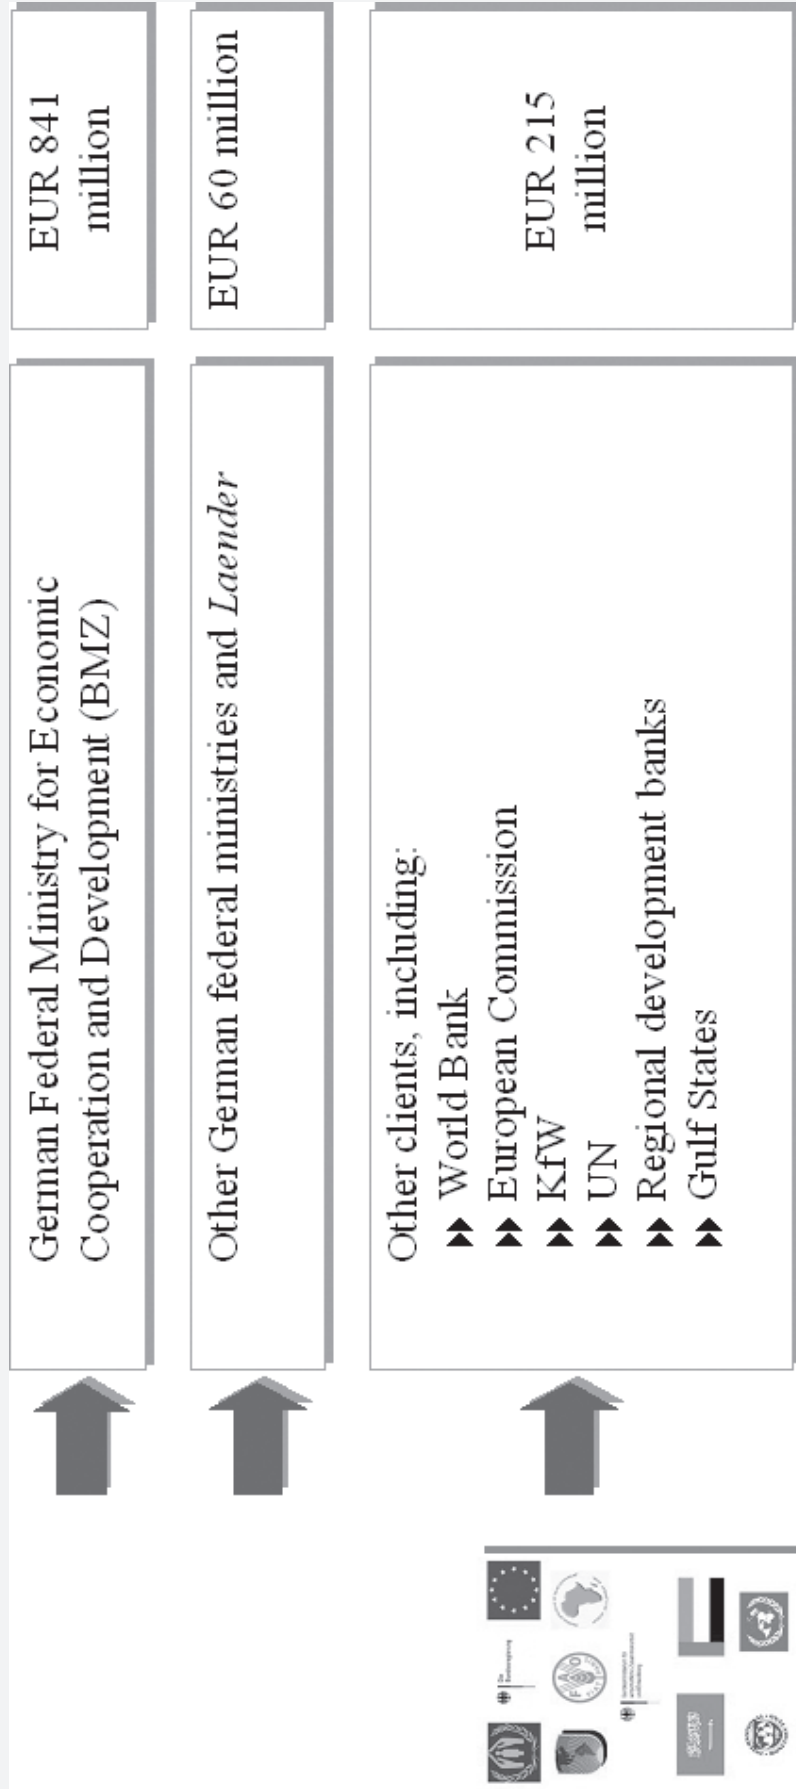 German Federal Ministry for Economic
Cooperation and Development (BMZ)
EUR 841
million
Other German federal ministries and Laender
EUR 60 million
Other clients, including:
World Bank
European Commission
KfW
UN
Regional development banks
Gulf States
EUR 215
million